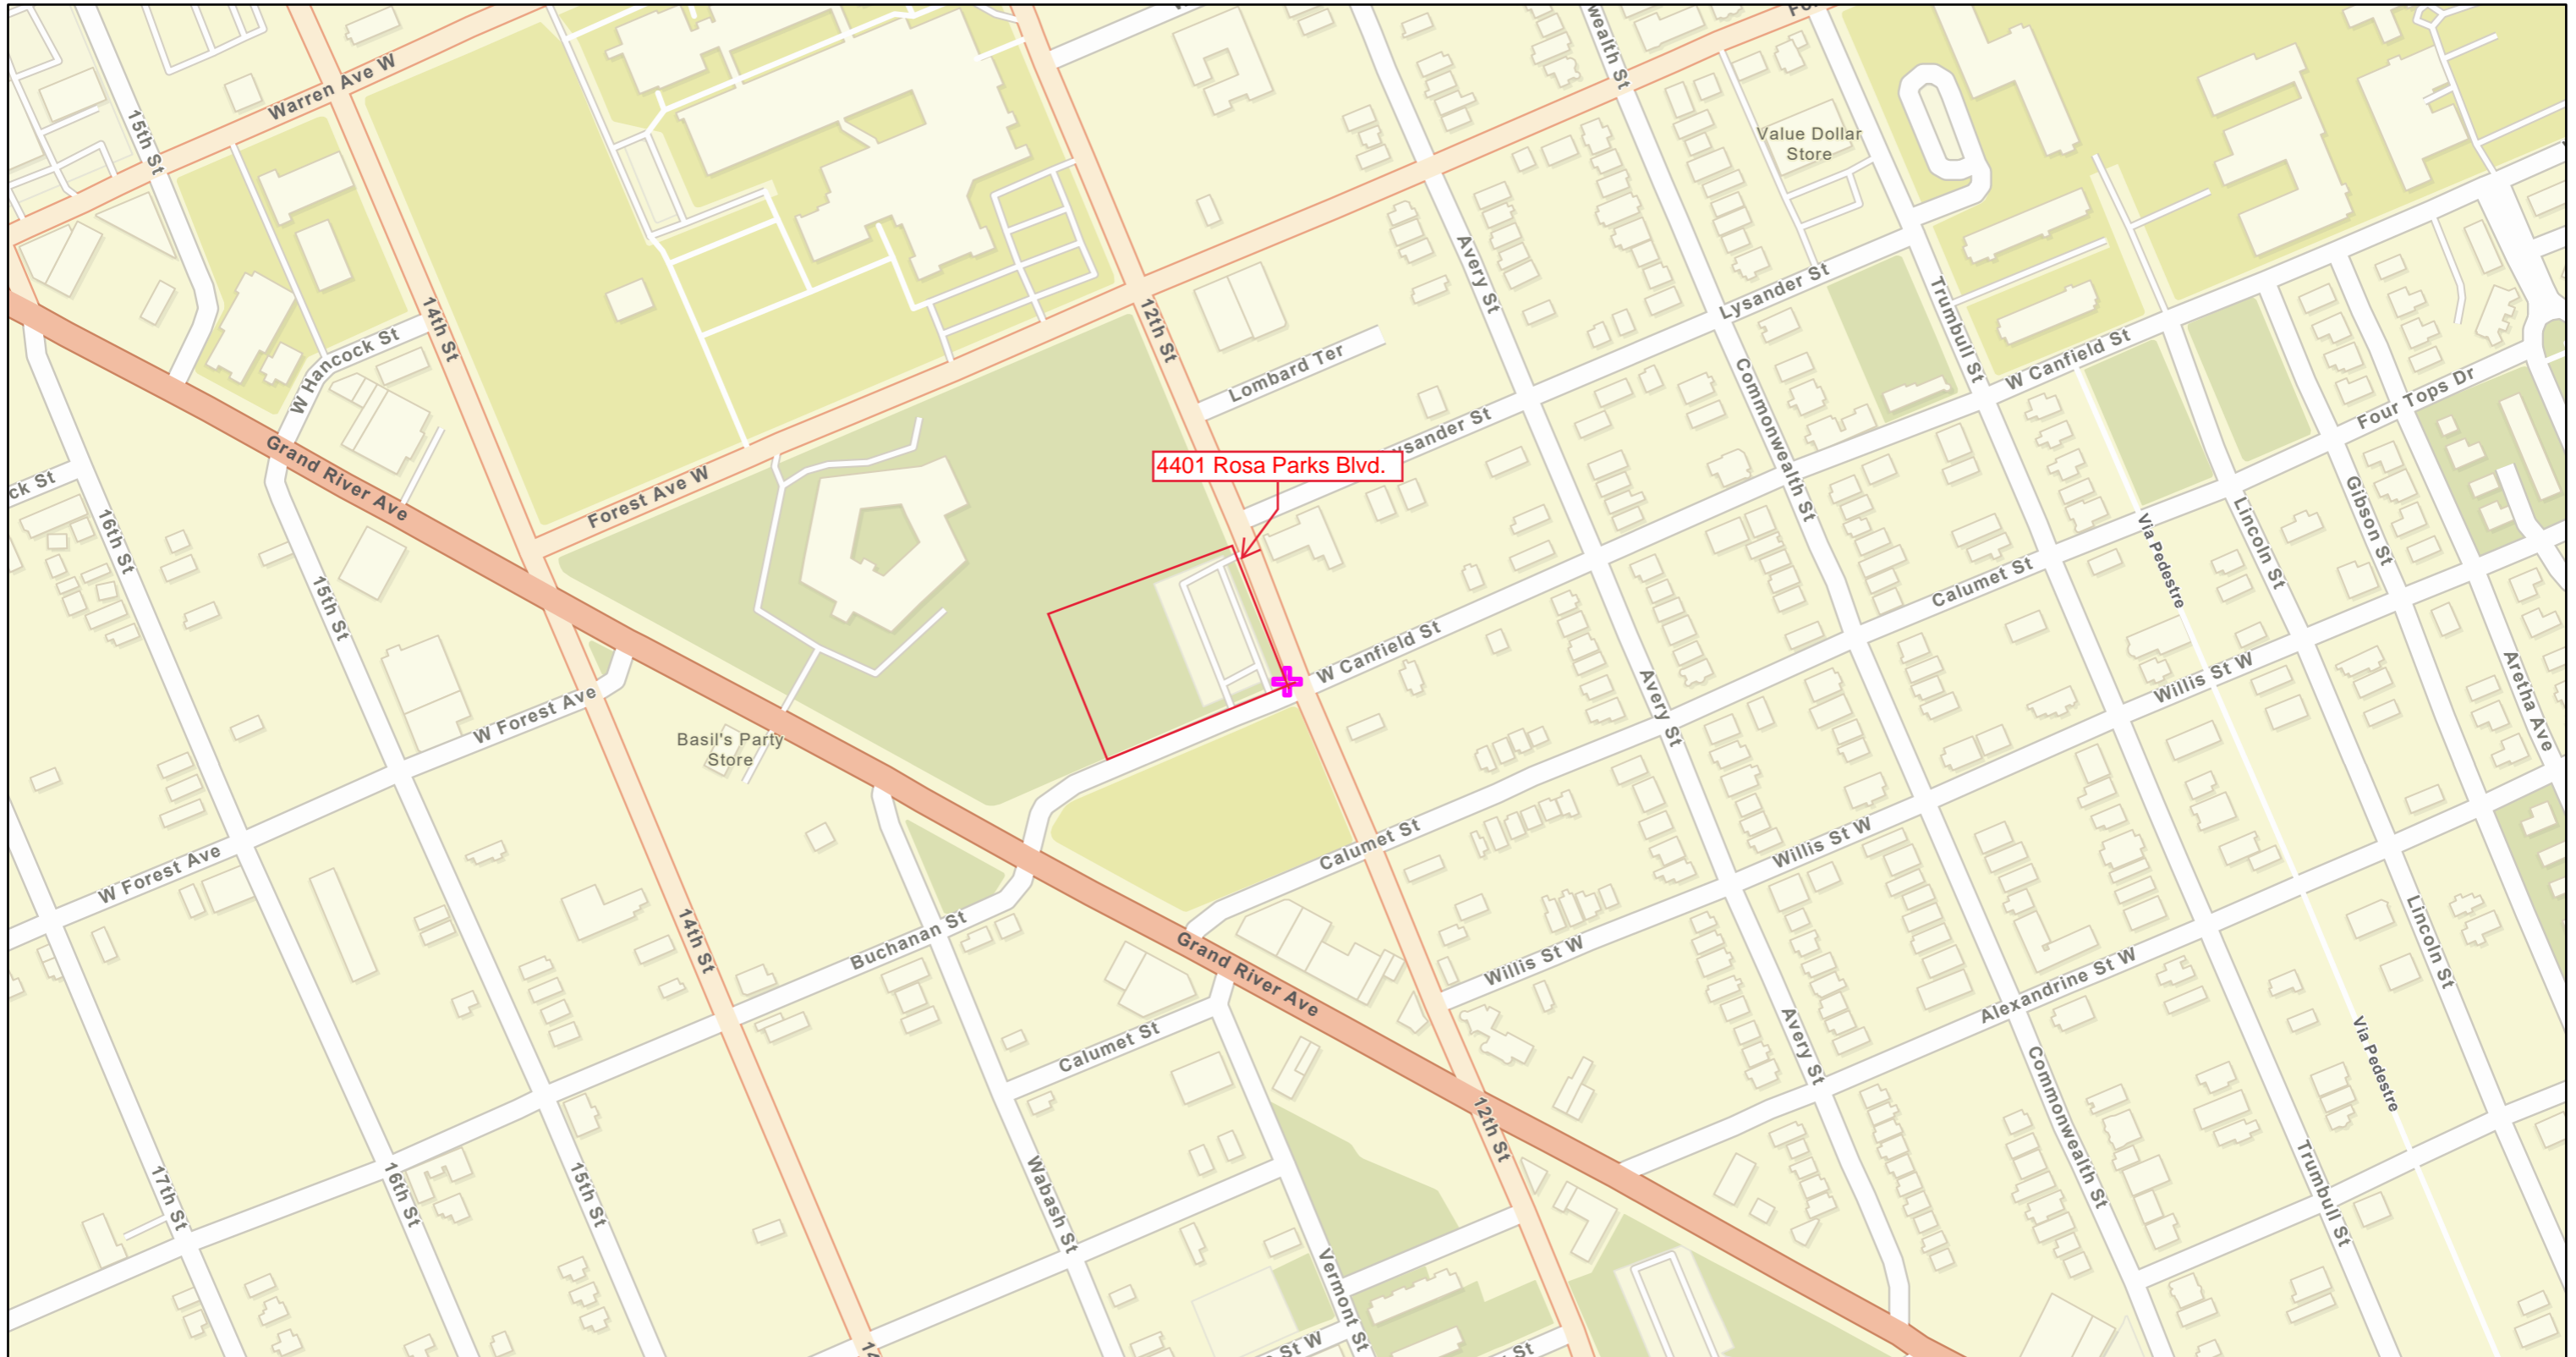 Warren Ave W
15th St
wealth St
Value Dollar
Store
Avery St
14th St
12th St
Lysander St
Trumbull St
W Hancock St
Lombard Ter
W Canfield St
Four Tops Dr
Commonwealth St
Grand River Ave
ysander St
4401 Rosa Parks Blvd.
ck St
Forest Ave W
16th St
Gibson St
Lincoln St
Via Pedestre
15th St
Calumet St
W Canfield St
Willis St W
Aretha Ave
Avery St
W Forest Ave
Basil's Party
Store
Calumet St
Willis St W
W Forest Ave
14th St
Buchanan St
Grand River Ave
Willis St W
Lincoln St
Alexandrine St W
Calumet St
Avery St
Via Pedestre
12th St
Commonwealth St
17th St
16th St
15th St
Wabash St
Trumbull St
Vermont St
St W
St